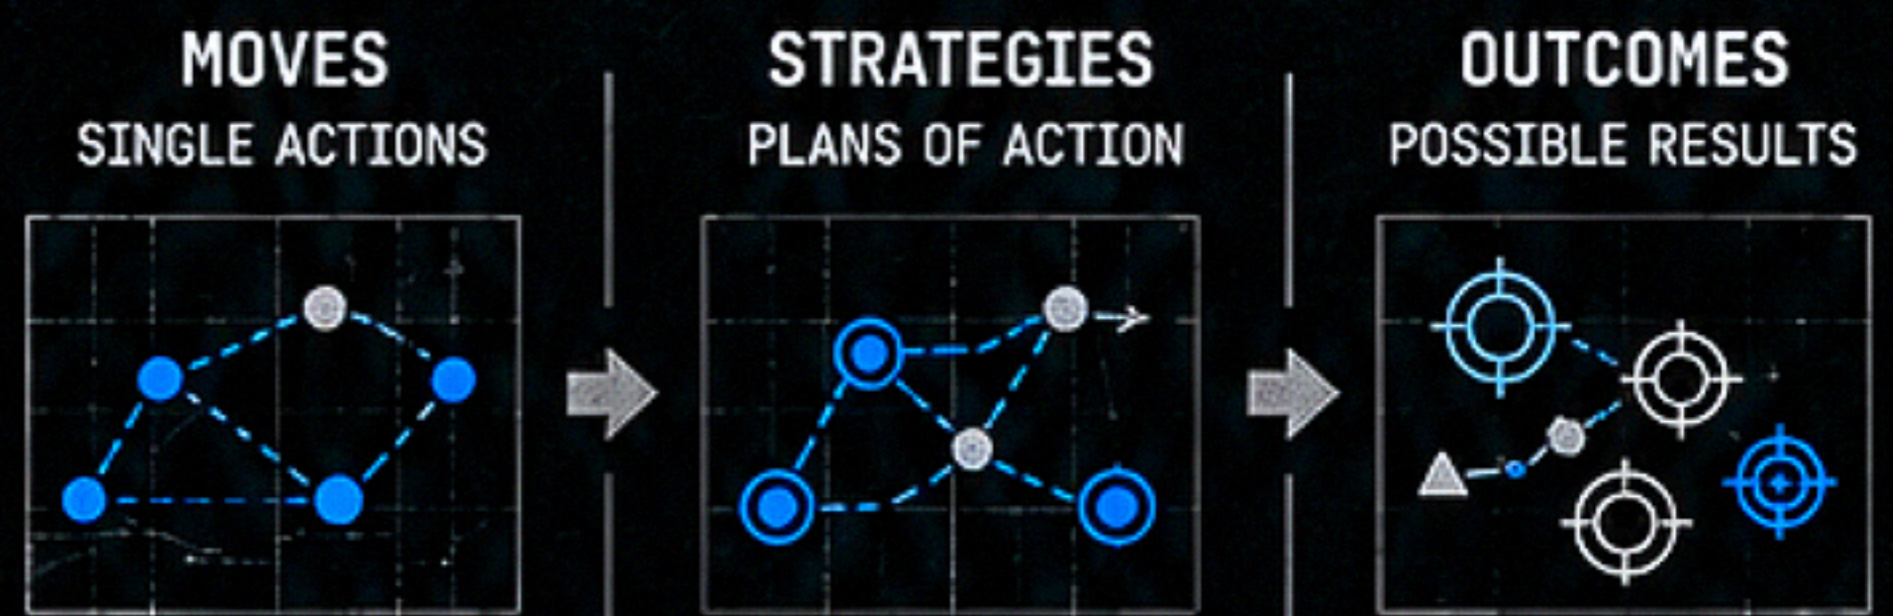 MOVES
SINGLE ACTIONS
STRATEGIES
PLANS OF ACTION
OUTCOMES
POSSIBLE RESULTS